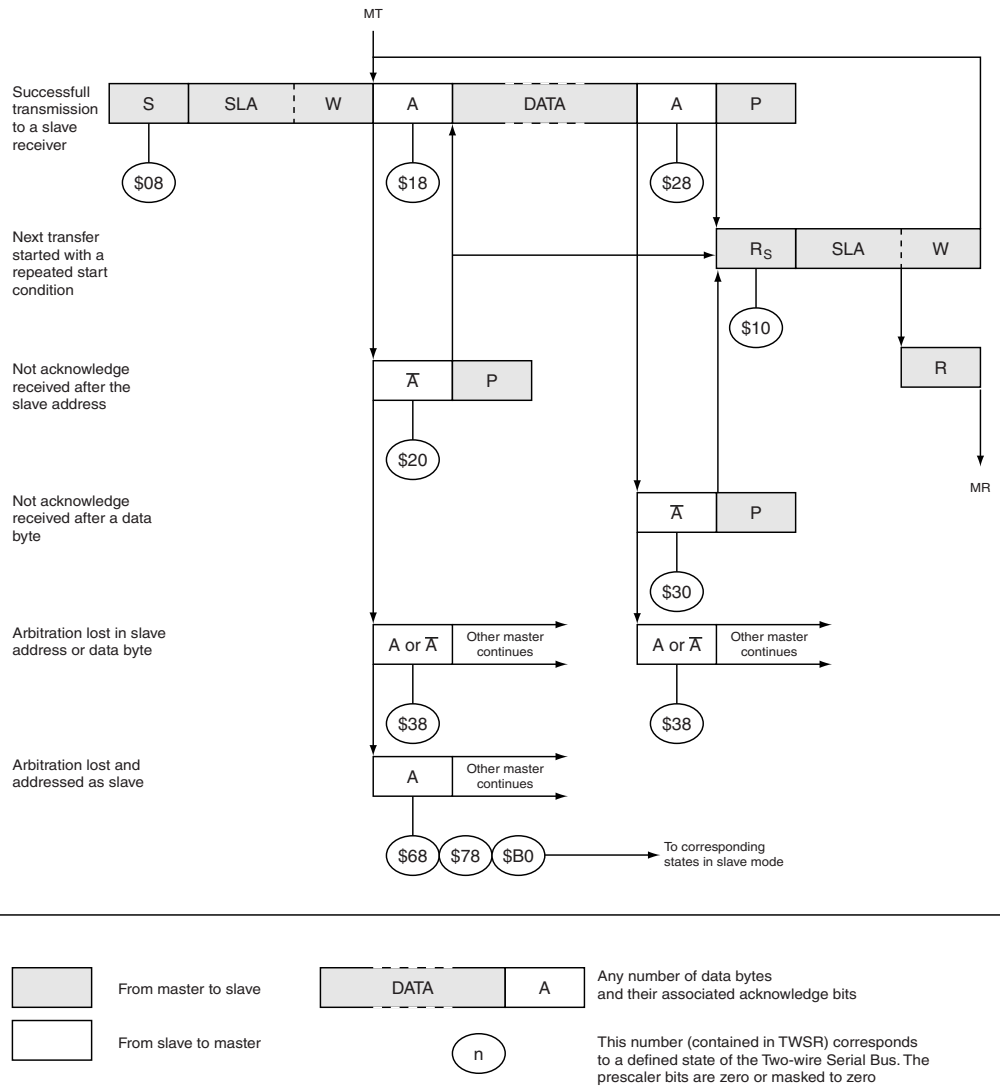 MT
Successfull
transmission
to a slave
receiver
S SLA W A DATA A P
$08 $18 $28
Next transfer
started with a
repeated start
condition
RS SLA W
$10
Not acknowledge
received after the
slave address
A̅ P
R
$20
MR
Not acknowledge
received after a data
byte
A̅ P
$30
Arbitration lost in slave
address or data byte
A or A̅ Other master
continues
A or A̅ Other master
continues
$38 $38
Arbitration lost and
addressed as slave
A Other master
continues
$68 $78 $B0
To corresponding
states in slave mode
From master to slave
DATA A
Any number of data bytes
and their associated acknowledge bits
From slave to master
n
This number (contained in TWSR) corresponds
to a defined state of the Two-wire Serial Bus. The
prescaler bits are zero or masked to zero